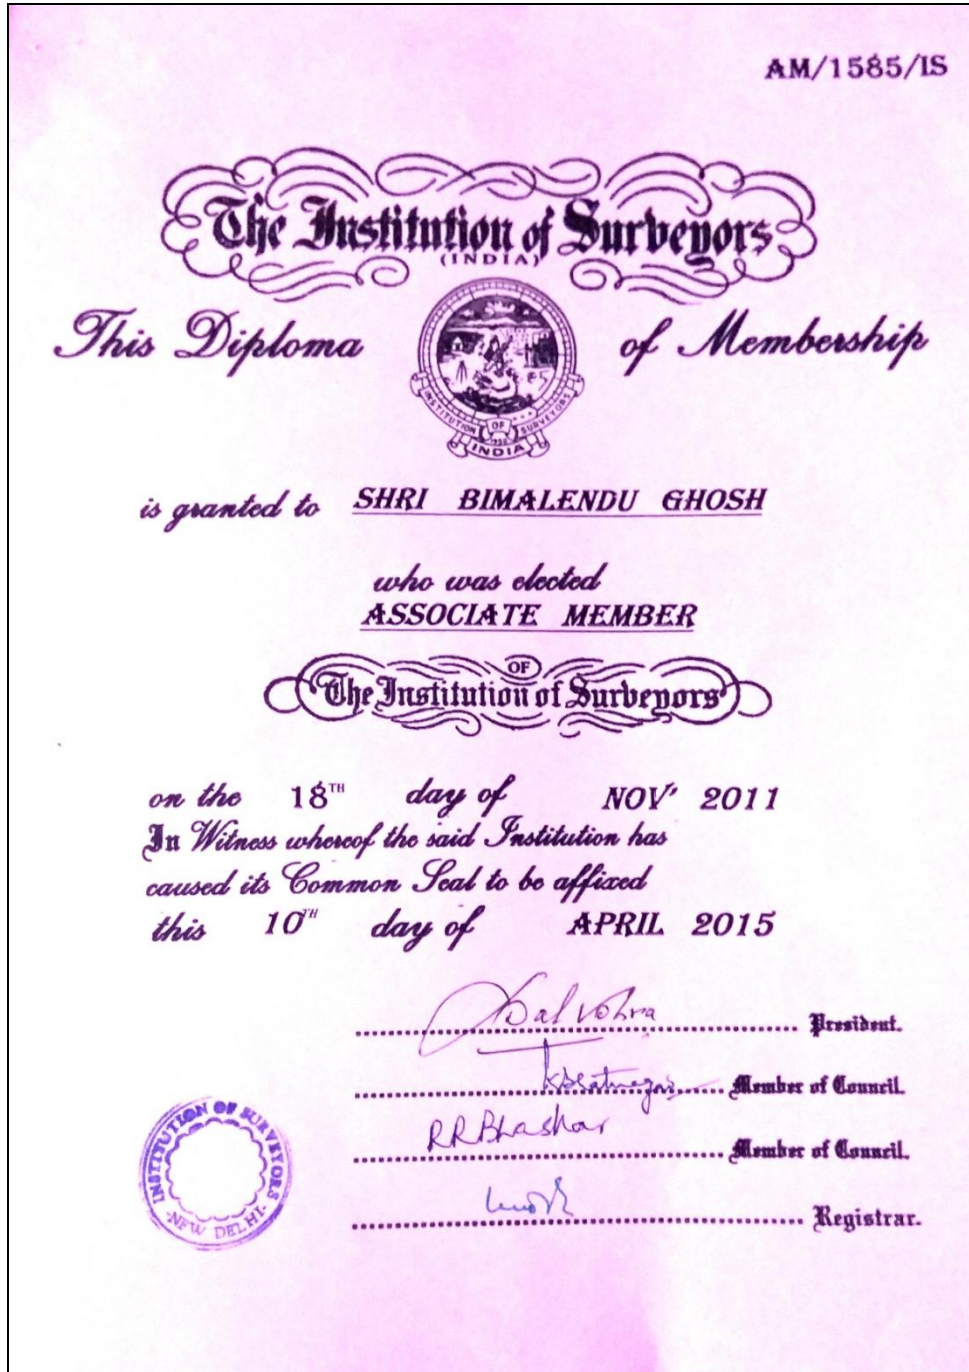 AM/1585/IS
The Institution of Surveyors
(INDIA)
This Diploma of Membership
INSTITUTION OF SURVEYORS
1950
INDIA
is granted to SHRI BIMALENDU GHOSH
who was elected
ASSOCIATE MEMBER
OF
The Institution of Surveyors
on the 18TH day of NOV' 2011
In Witness whereof the said Institution has
caused its Common Seal to be affixed
this 10TH day of APRIL 2015
President.
Member of Council.
RRBhaskar
Member of Council.
Registrar.
INSTITUTION OF SURVEYORS
NEW DELHI